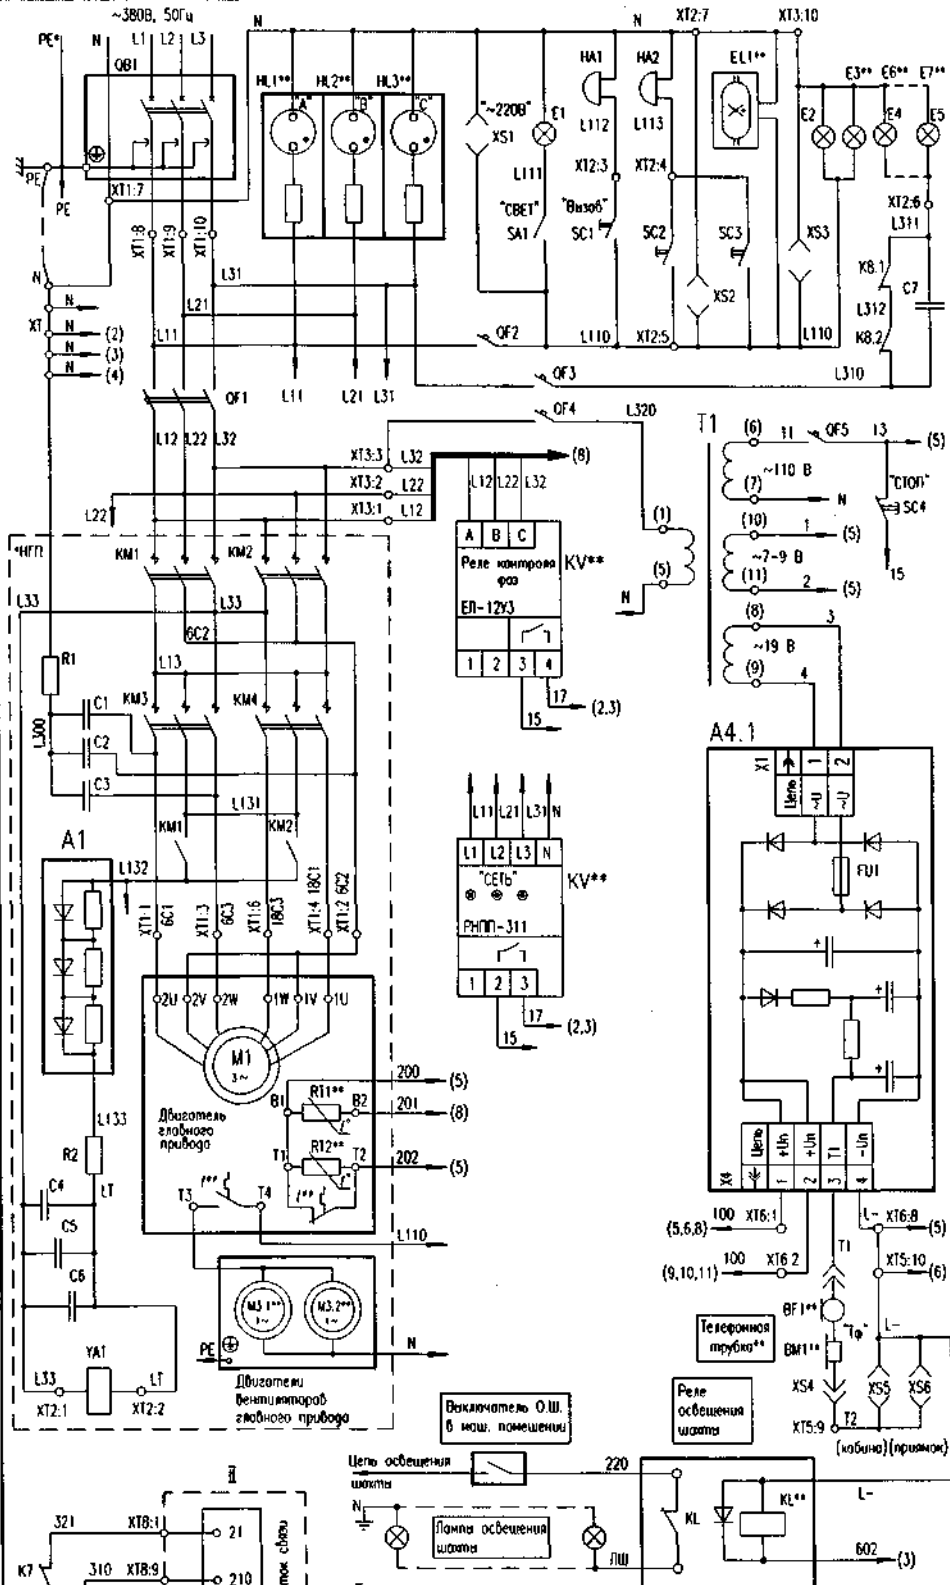 ~380В, 50Гц
PE* N L1 L2 L3
QB1
N
N
XT2:7
XT3:10
HL1** HL2** HL3**
"A" "B" "C"
"~220В"
XS1
E1
HA1
HA2
EL1**
E3** E6** E7**
E2 E4 E5
L112
L113
L111
XT2:3
XT2:4
"СВЕТ"
SA1
"Вызов"
SC1
SC2
SC3
XS2
XS3
XT2:6
L311
K8.1
C7
L312
K8.2
PE
PE
XT1:7
XT1:8
XT1:9
XT1:10
L31
L21
L11
N
XT
N
N (2)
N (3)
N (4)
QF2
L110
XT2:5
L110
QF3
L310
L11 L21 L31
QF1
L12 L22 L32
QF4
L320
T1
(6) 11 QF5 13 (5)
~110 В
(7) N
"СТОП"
SC4
15
(10) 1 (5)
~7-9 В
(11) 2 (5)
(8) 3
~19 В
(9) 4
XT3:3 L32
XT3:2 L22
XT3:1 L12
(8)
L12 L22 L32
L22
(1)
(5)
N
A B C
Реле контроля
фаз
KV**
ЕЛ-12У3
1 2 3 4
17 (2,3)
15
KM1
KM2
L33
L33
6C2
R1
L13
C1
KM3
KM4
L300
C2
C3
L131
KM1
KM2
A1
L132
XT1:1 6C1
XT1:3 6C3
XT1:6 18C3
XT1:4 18C1
XT1:2 6C2
L11 L21 L31 N
L1 L2 L3 N
"СЕТЬ"
KV**
РНПП-311
1 2 3
17 (2,3)
15
A4.1
X1
Цепь 1 2
~U ~U
FU1
2U 2V 2W 1W 1V 1U
M1
3~
Двигатель
главного
привода
B1 RT1** B2
t°
T1 RT2** T2
t°
T3 T4
200 (5)
201 (8)
202 (5)
L110
L133
R2
LT
C4
C5
C6
M3.1**
1~
M3.2**
1~
PE
N
Двигатели
вентиляторов
главного привода
YA1
L33 LT
XT2:1 XT2:2
X4
Цепь +Uп +Uп T1 -Uп
1 2 3 4
100 XT6:1
(5,6,8)
100 XT6:2
(9,10,11)
L- XT6:8
(5)
XT5:10
(6)
T1
BF1**
L-
Телефонная
трубка**
BM1**
XS4
XS5
XS6
XT5:9 T2
(кабина)(приямок)
Выключатель О.Ш.
в маш. помещении
Реле
освещения
шахты
Цепь освещения
шахты
220
KL
KL**
L-
602 (3)
N
Лампы освещения
шахты
ЛШ
II
321 XT8:1 21
K7 310 XT8:9 210